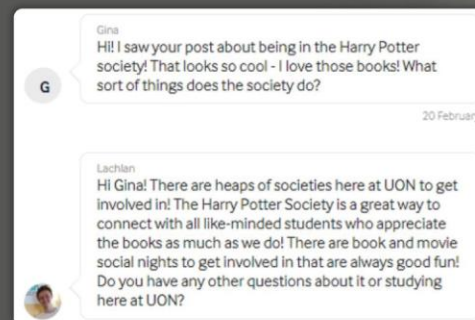 Gina
Hi! I saw your post about being in the Harry Potter
society! That looks so cool - I love those books! What
sort of things does the society do?
G
20 February
Lachlan
Hi Gina! There are heaps of societies here at UON to get
involved in! The Harry Potter Society is a great way to
connect with all like-minded students who appreciate
the books as much as we do! There are book and movie
social nights to get involved in that are always good fun!
Do you have any other questions about it or studying
here at UON?